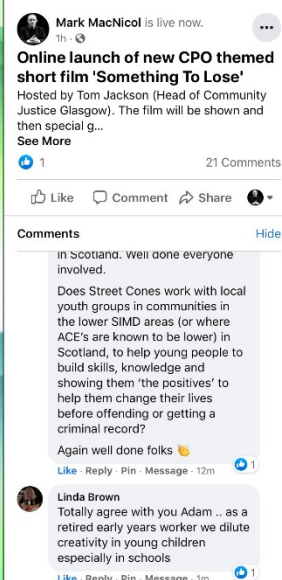 Mark MacNicol is live now.
1h
Online launch of new CPO themed
short film 'Something To Lose'
Hosted by Tom Jackson (Head of Community
Justice Glasgow). The film will be shown and
then special g...
See More
1
21 Comments
Like Comment Share
Comments Hide
in Scotland. Well done everyone
involved.
Does Street Cones work with local
youth groups in communities in
the lower SIMD areas (or where
ACE's are known to be lower) in
Scotland, to help young people to
build skills, knowledge and
showing them 'the positives' to
help them change their lives
before offending or getting a
criminal record?
Again well done folks 👏
Like · Reply · Pin · Message · 12m
1
Linda Brown
Totally agree with you Adam .. as a
retired early years worker we dilute
creativity in young children
especially in schools
Like · Reply · Pin · Message · 1m
1